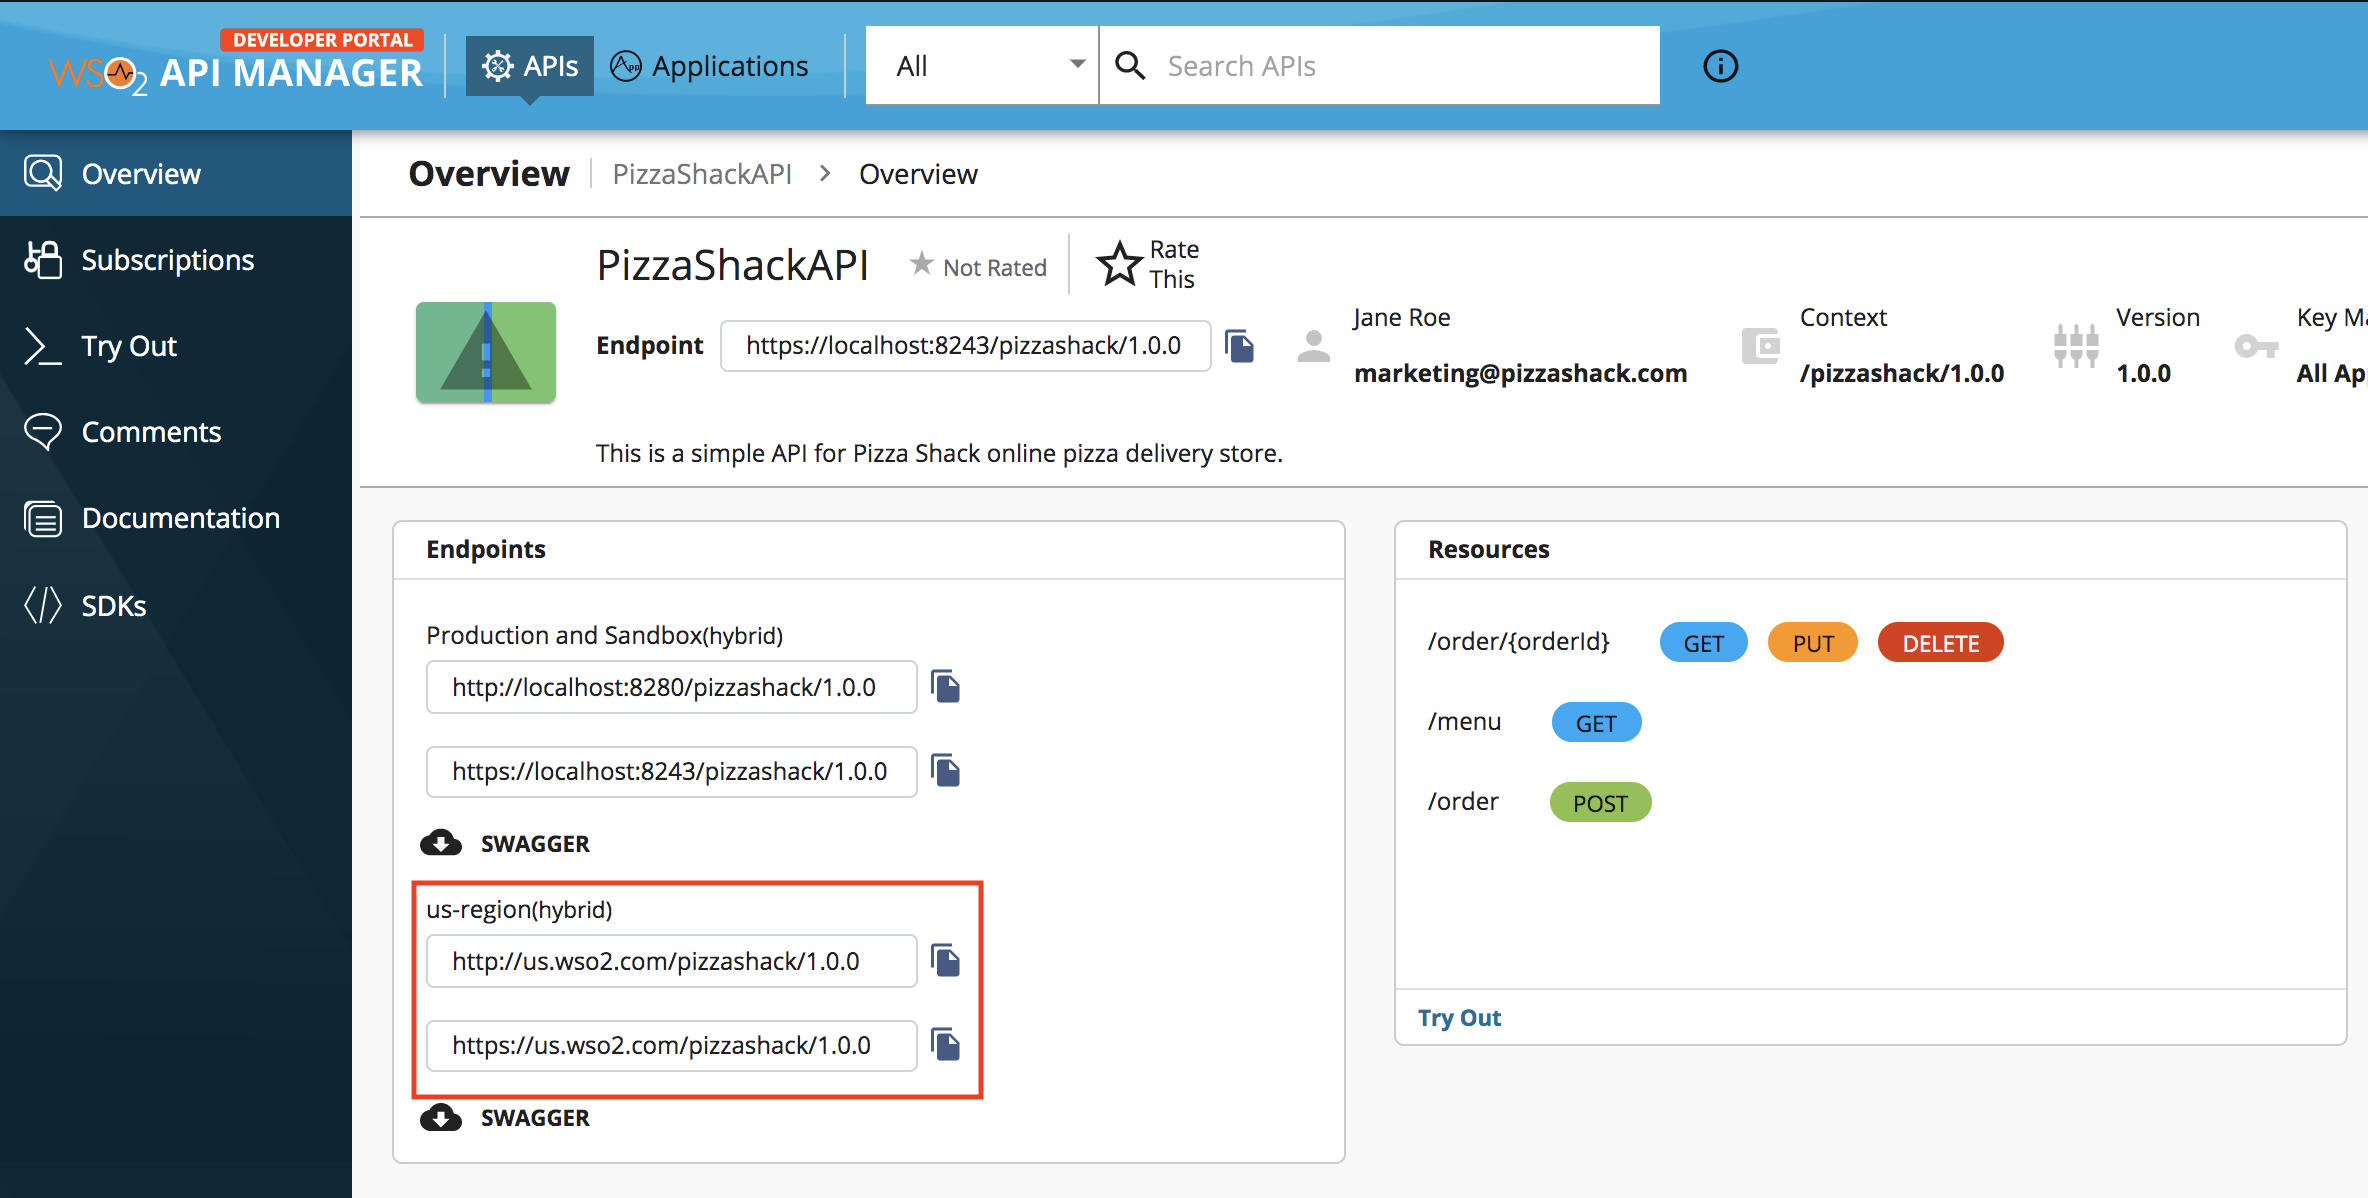 DEVELOPER PORTAL
WSO2 API MANAGER
APIs
App
Applications
All
Search APIs
Overview
Subscriptions
Try Out
Comments
Documentation
SDKs
Overview PizzaShackAPI > Overview
PizzaShackAPI
Not Rated
Rate
This
Endpoint
https://localhost:8243/pizzashack/1.0.0
Jane Roe
marketing@pizzashack.com
Context
/pizzashack/1.0.0
Version
1.0.0
Key Ma
All App
This is a simple API for Pizza Shack online pizza delivery store.
Endpoints
Production and Sandbox(hybrid)
http://localhost:8280/pizzashack/1.0.0
https://localhost:8243/pizzashack/1.0.0
SWAGGER
us-region(hybrid)
http://us.wso2.com/pizzashack/1.0.0
https://us.wso2.com/pizzashack/1.0.0
SWAGGER
Resources
/order/{orderId} GET PUT DELETE
/menu GET
/order POST
Try Out